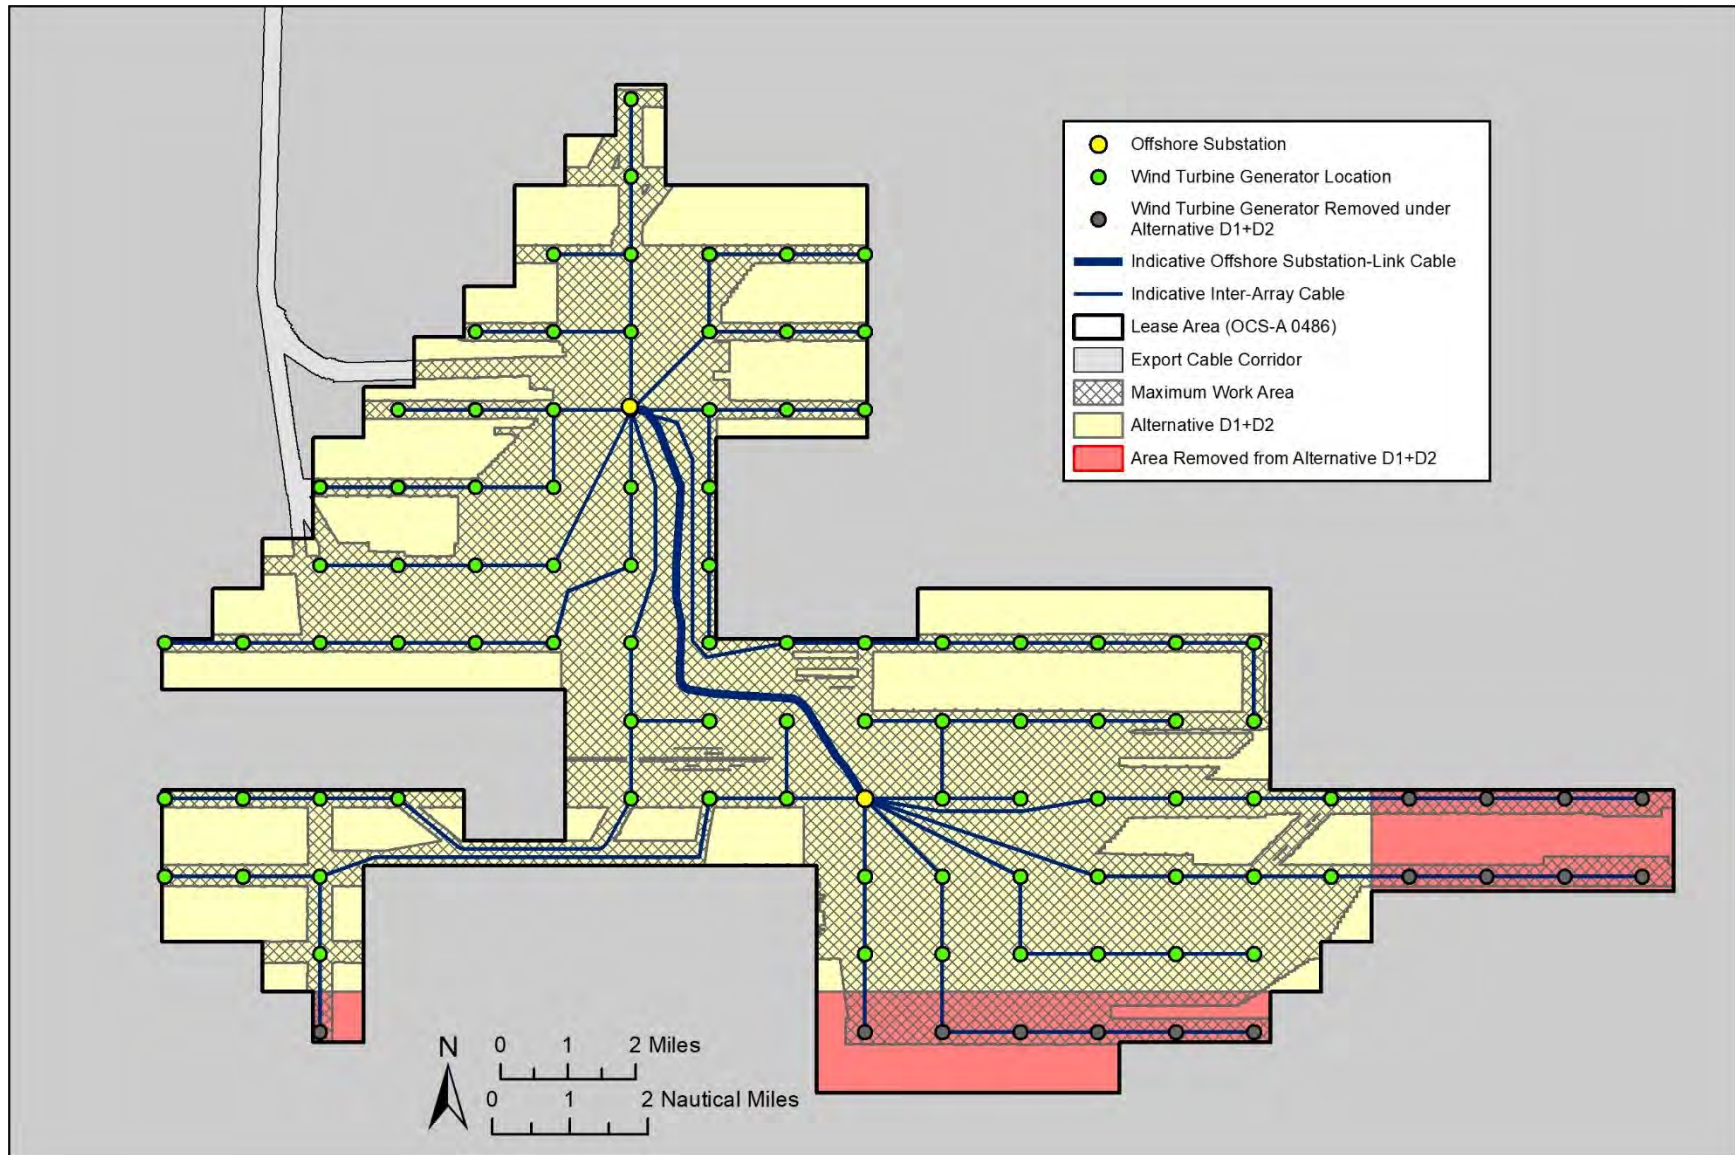 Offshore Substation
Wind Turbine Generator Location
Wind Turbine Generator Removed under
Alternative D1+D2
Indicative Offshore Substation-Link Cable
Indicative Inter-Array Cable
Lease Area (OCS-A 0486)
Export Cable Corridor
Maximum Work Area
Alternative D1+D2
Area Removed from Alternative D1+D2
N
0 1 2 Miles
0 1 2 Nautical Miles